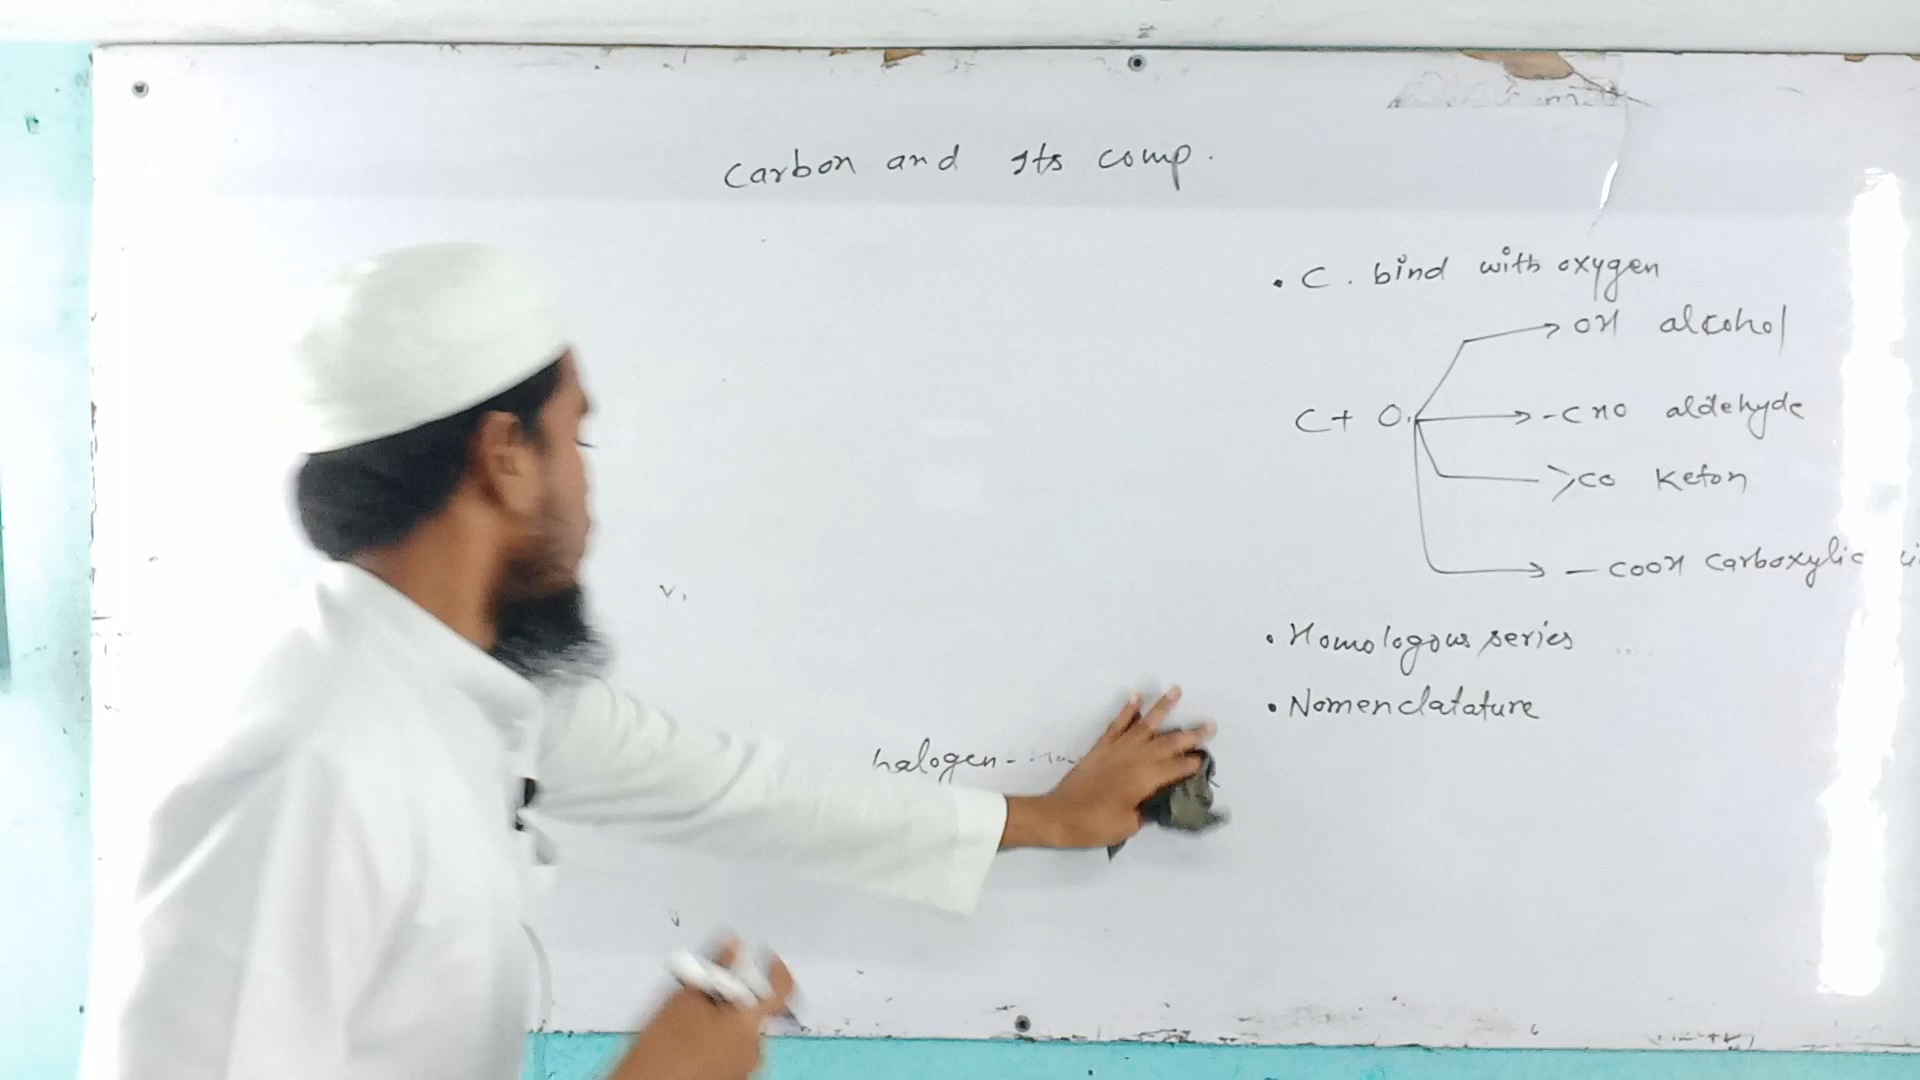 Carbon and Its comp.
• C. bind with oxygen
OH alcohol
C + O
-CHO aldehyde
>CO Keton
- COOH Carboxylic
• Homologous series
• Nomenclatature
halogen -